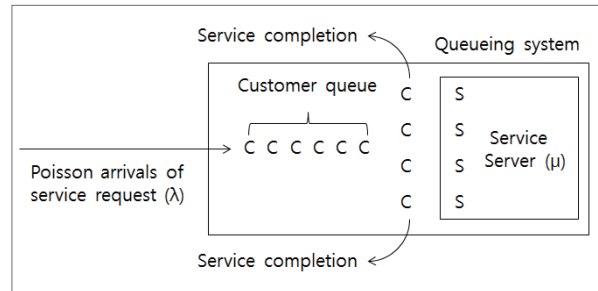 Service completion
Queueing system
Customer queue
C S
C S
C C C C C C
Service
Server (μ)
C S
C S
Poisson arrivals of
service request (λ)
Service completion